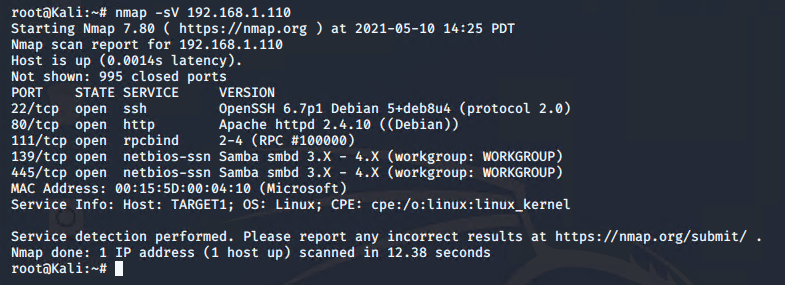 root@Kali:~# nmap -sV 192.168.1.110
Starting Nmap 7.80 ( https://nmap.org ) at 2021-05-10 14:25 PDT
Nmap scan report for 192.168.1.110
Host is up (0.0014s latency).
Not shown: 995 closed ports
PORT    STATE SERVICE     VERSION
22/tcp  open  ssh         OpenSSH 6.7p1 Debian 5+deb8u4 (protocol 2.0)
80/tcp  open  http        Apache httpd 2.4.10 ((Debian))
111/tcp open  rpcbind     2-4 (RPC #100000)
139/tcp open  netbios-ssn Samba smbd 3.X - 4.X (workgroup: WORKGROUP)
445/tcp open  netbios-ssn Samba smbd 3.X - 4.X (workgroup: WORKGROUP)
MAC Address: 00:15:5D:00:04:10 (Microsoft)
Service Info: Host: TARGET1; OS: Linux; CPE: cpe:/o:linux:linux_kernel

Service detection performed. Please report any incorrect results at https://nmap.org/submit/ .
Nmap done: 1 IP address (1 host up) scanned in 12.38 seconds
root@Kali:~#